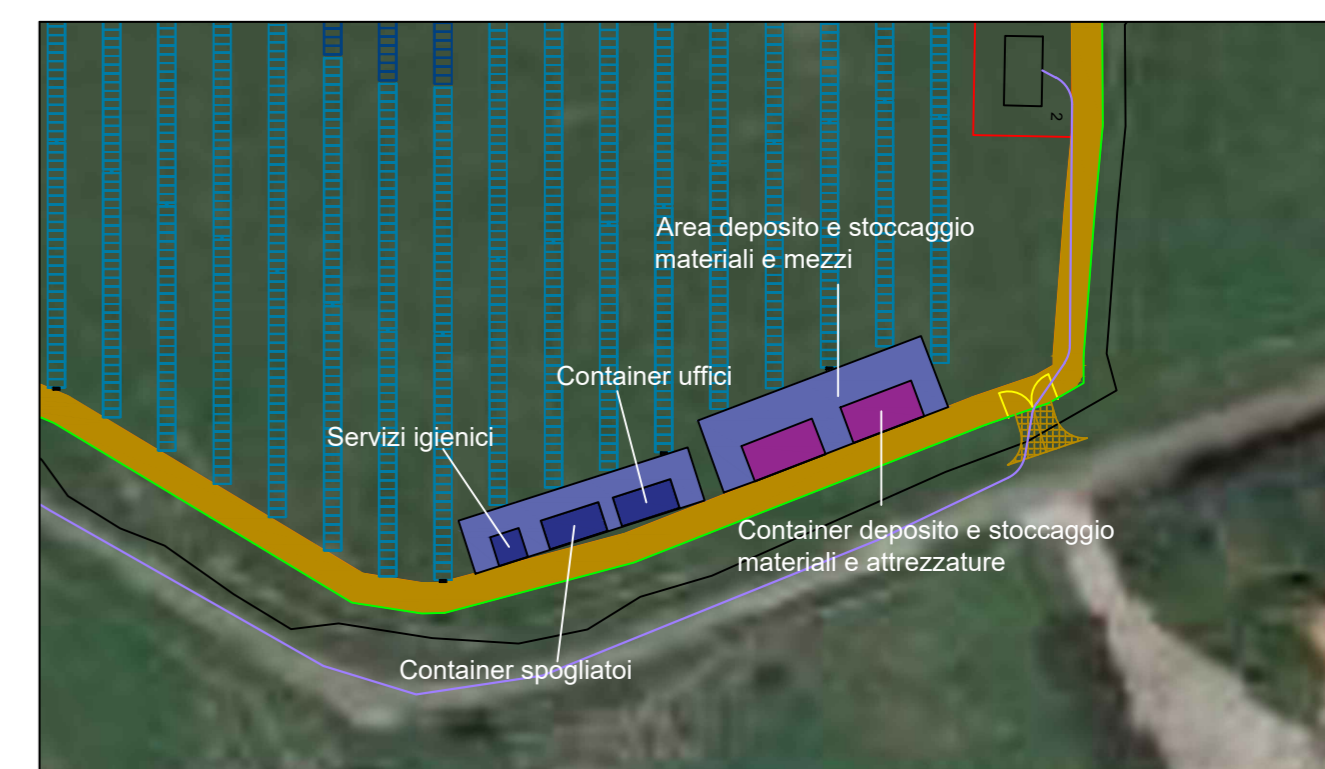 2
Area deposito e stoccaggio
materiali e mezzi
Container uffici
Servizi igienici
Container deposito e stoccaggio
materiali e attrezzature
Container spogliatoi